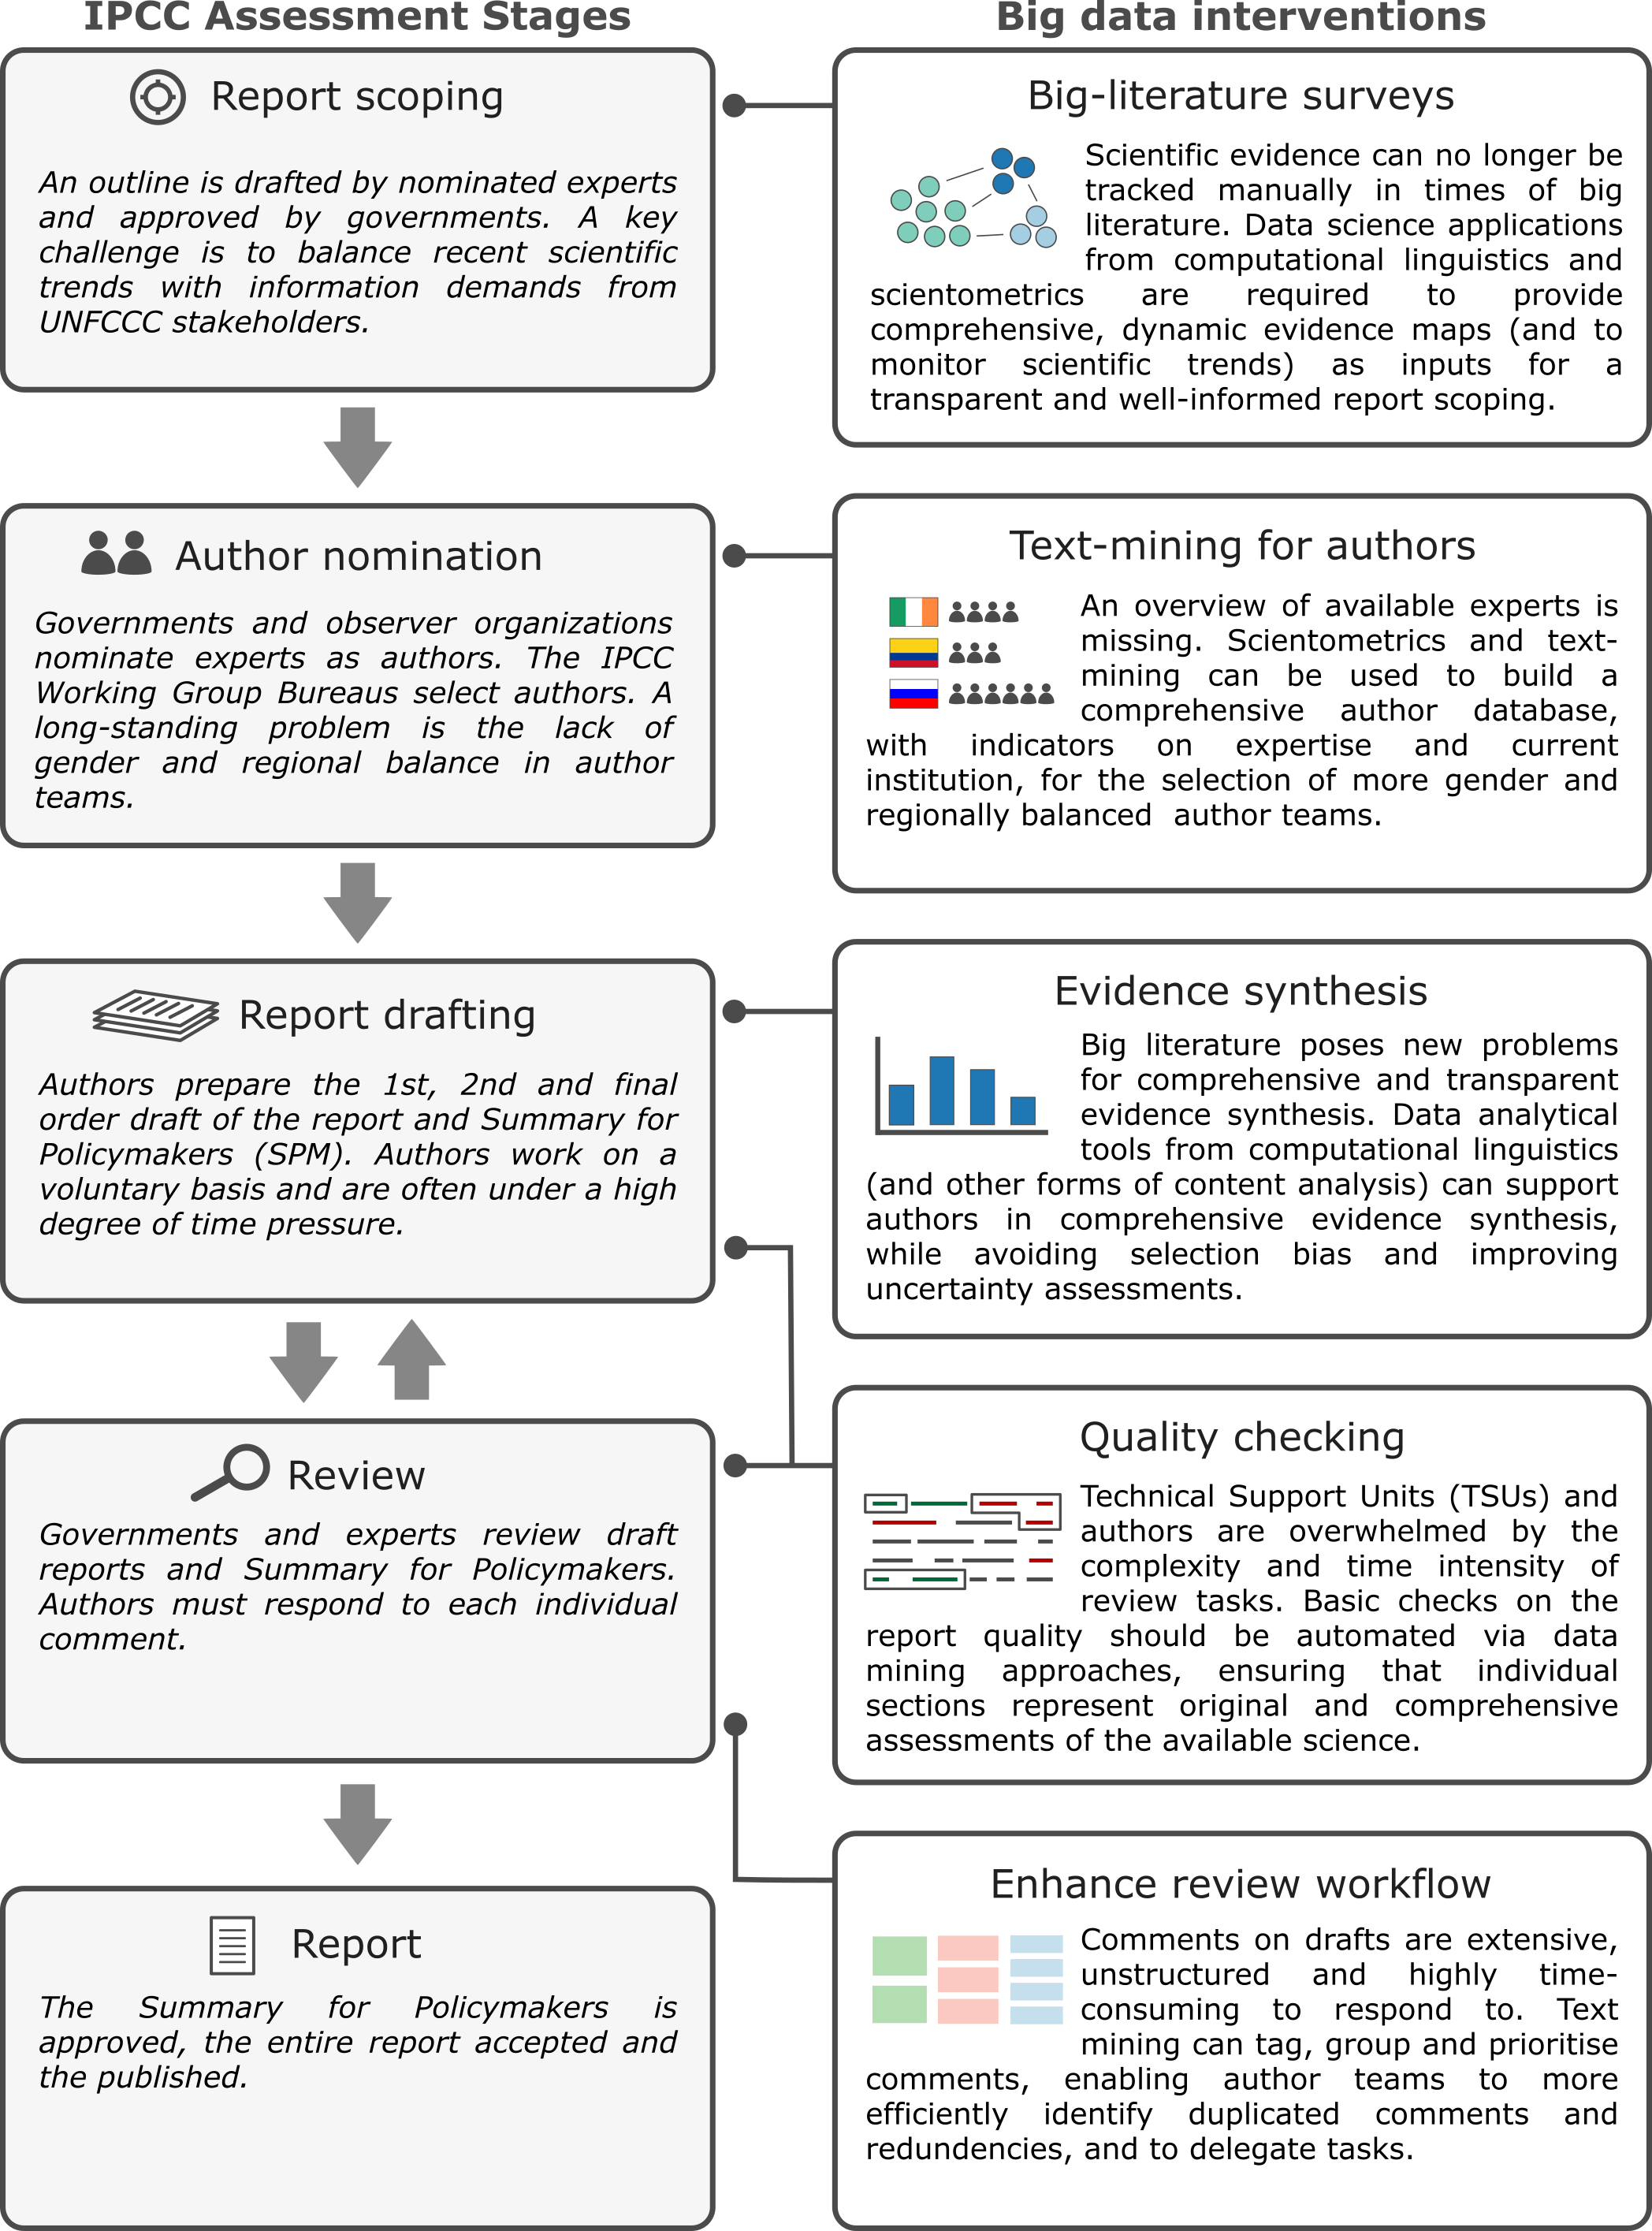 IPCC Assessment Stages
Report scoping
An outline is drafted by nominated experts
and approved by governments. A key
challenge is to balance recent scientific
trends with information demands from
UNFCCC stakeholders.
Author nomination
Governments and observer organizations
nominate experts as authors. The IPCC
Working Group Bureaus select authors. A
long-standing problem is the lack of
gender and regional balance in author
teams.
Report drafting
Authors prepare the 1st, 2nd and final
order draft of the report and Summary for
Policymakers (SPM). Authors work on a
voluntary basis and are often under a high
degree of time pressure.
Review
Governments and experts review draft
reports and Summary for Policymakers.
Authors must respond to each individual
comment.
Report
The Summary for Policymakers is
approved, the entire report accepted and
the published.
Big data interventions
Big-literature surveys
Scientific evidence can no longer be
tracked manually in times of big
literature. Data science applications
from computational linguistics and
scientometrics are required to provide
comprehensive, dynamic evidence maps (and to
monitor scientific trends) as inputs for a
transparent and well-informed report scoping.
Text-mining for authors
An overview of available experts is
missing. Scientometrics and text-
mining can be used to build a
comprehensive author database,
with indicators on expertise and current
institution, for the selection of more gender and
regionally balanced author teams.
Evidence synthesis
Big literature poses new problems
for comprehensive and transparent
evidence synthesis. Data analytical
tools from computational linguistics
(and other forms of content analysis) can support
authors in comprehensive evidence synthesis,
while avoiding selection bias and improving
uncertainty assessments.
Quality checking
Technical Support Units (TSUs) and
authors are overwhelmed by the
complexity and time intensity of
review tasks. Basic checks on the
report quality should be automated via data
mining approaches, ensuring that individual
sections represent original and comprehensive
assessments of the available science.
Enhance review workflow
Comments on drafts are extensive,
unstructured and highly time-
consuming to respond to. Text
mining can tag, group and prioritise
comments, enabling author teams to more
efficiently identify duplicated comments and
redundencies, and to delegate tasks.